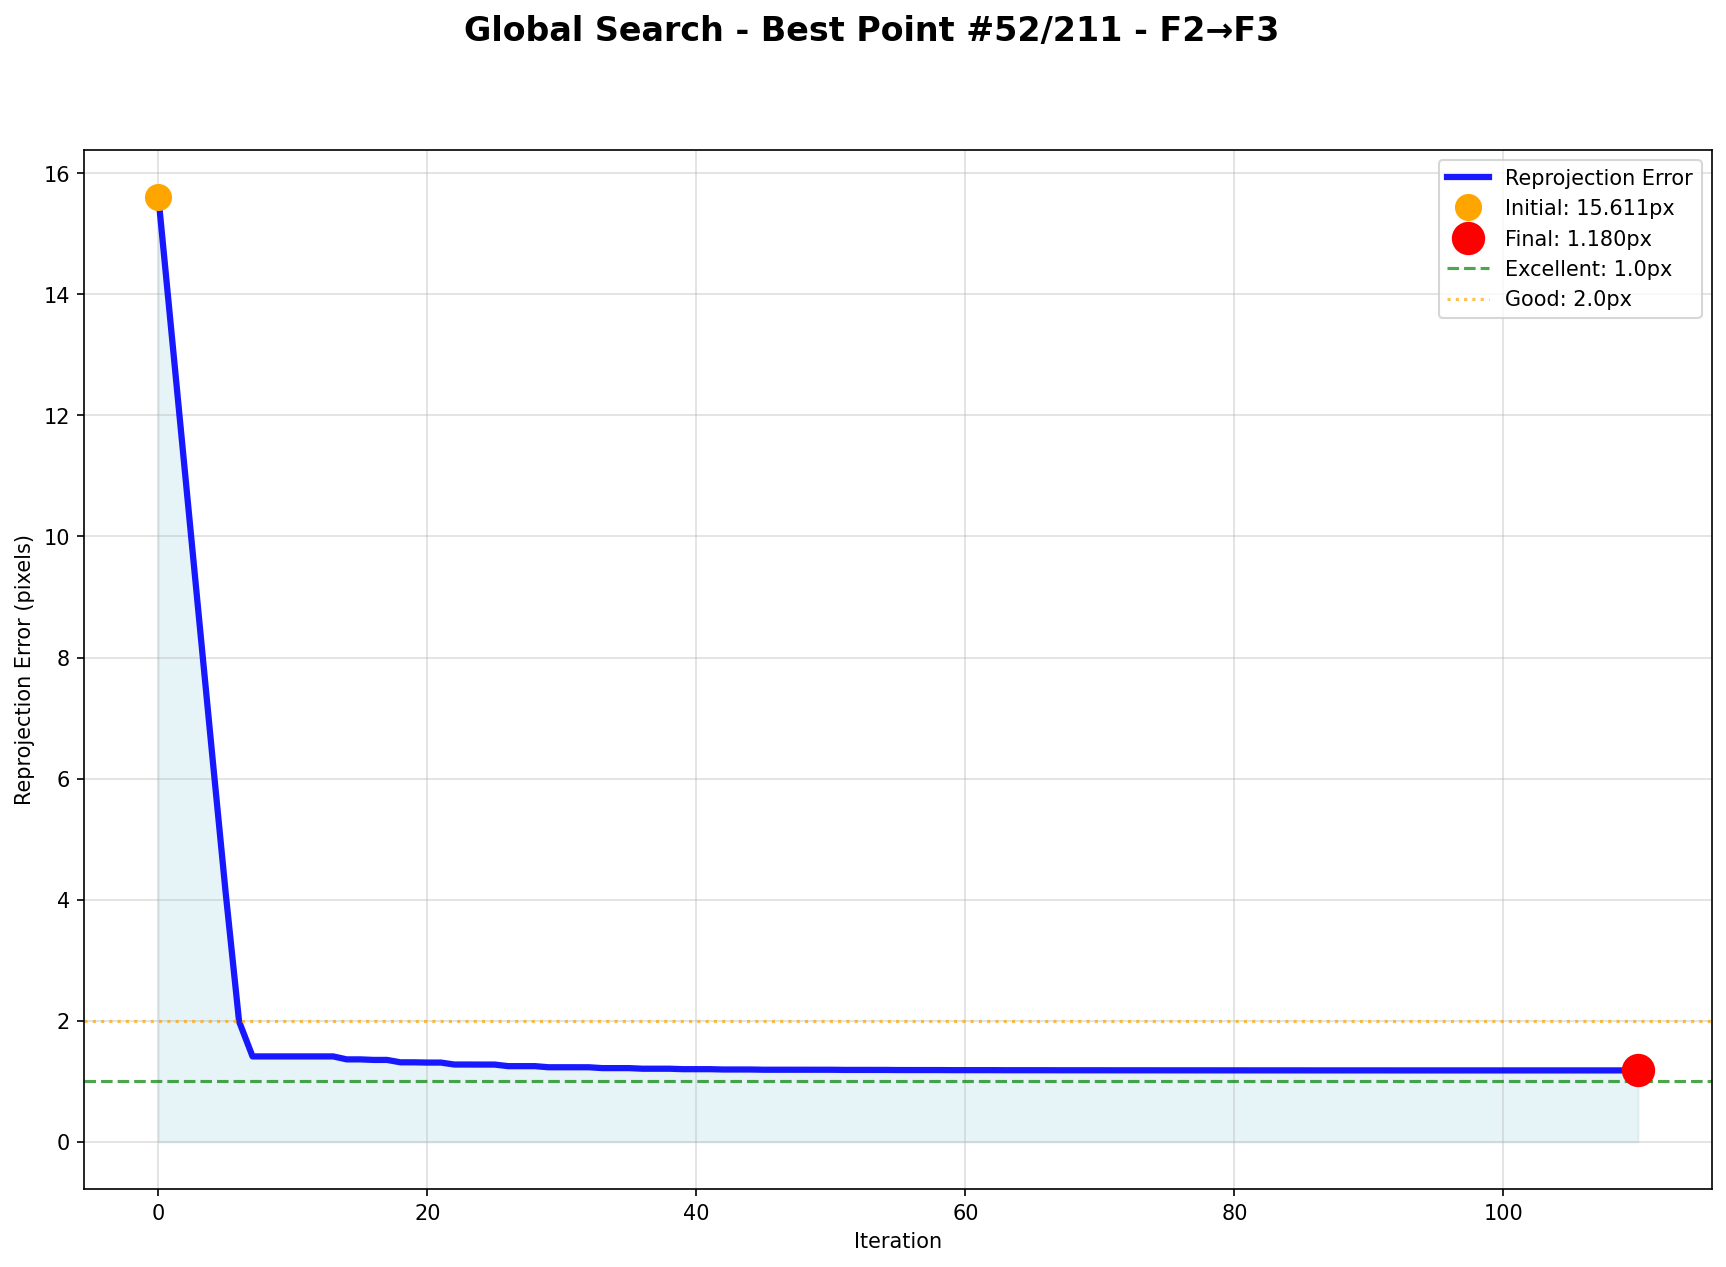 Global Search - Best Point #52/211 - F2→F3
Reprojection Error
Initial: 15.611px
Final: 1.180px
Excellent: 1.0px
Good: 2.0px
Reprojection Error (pixels)
16
14
12
10
8
6
4
2
0
0 20 40 60 80 100
Iteration